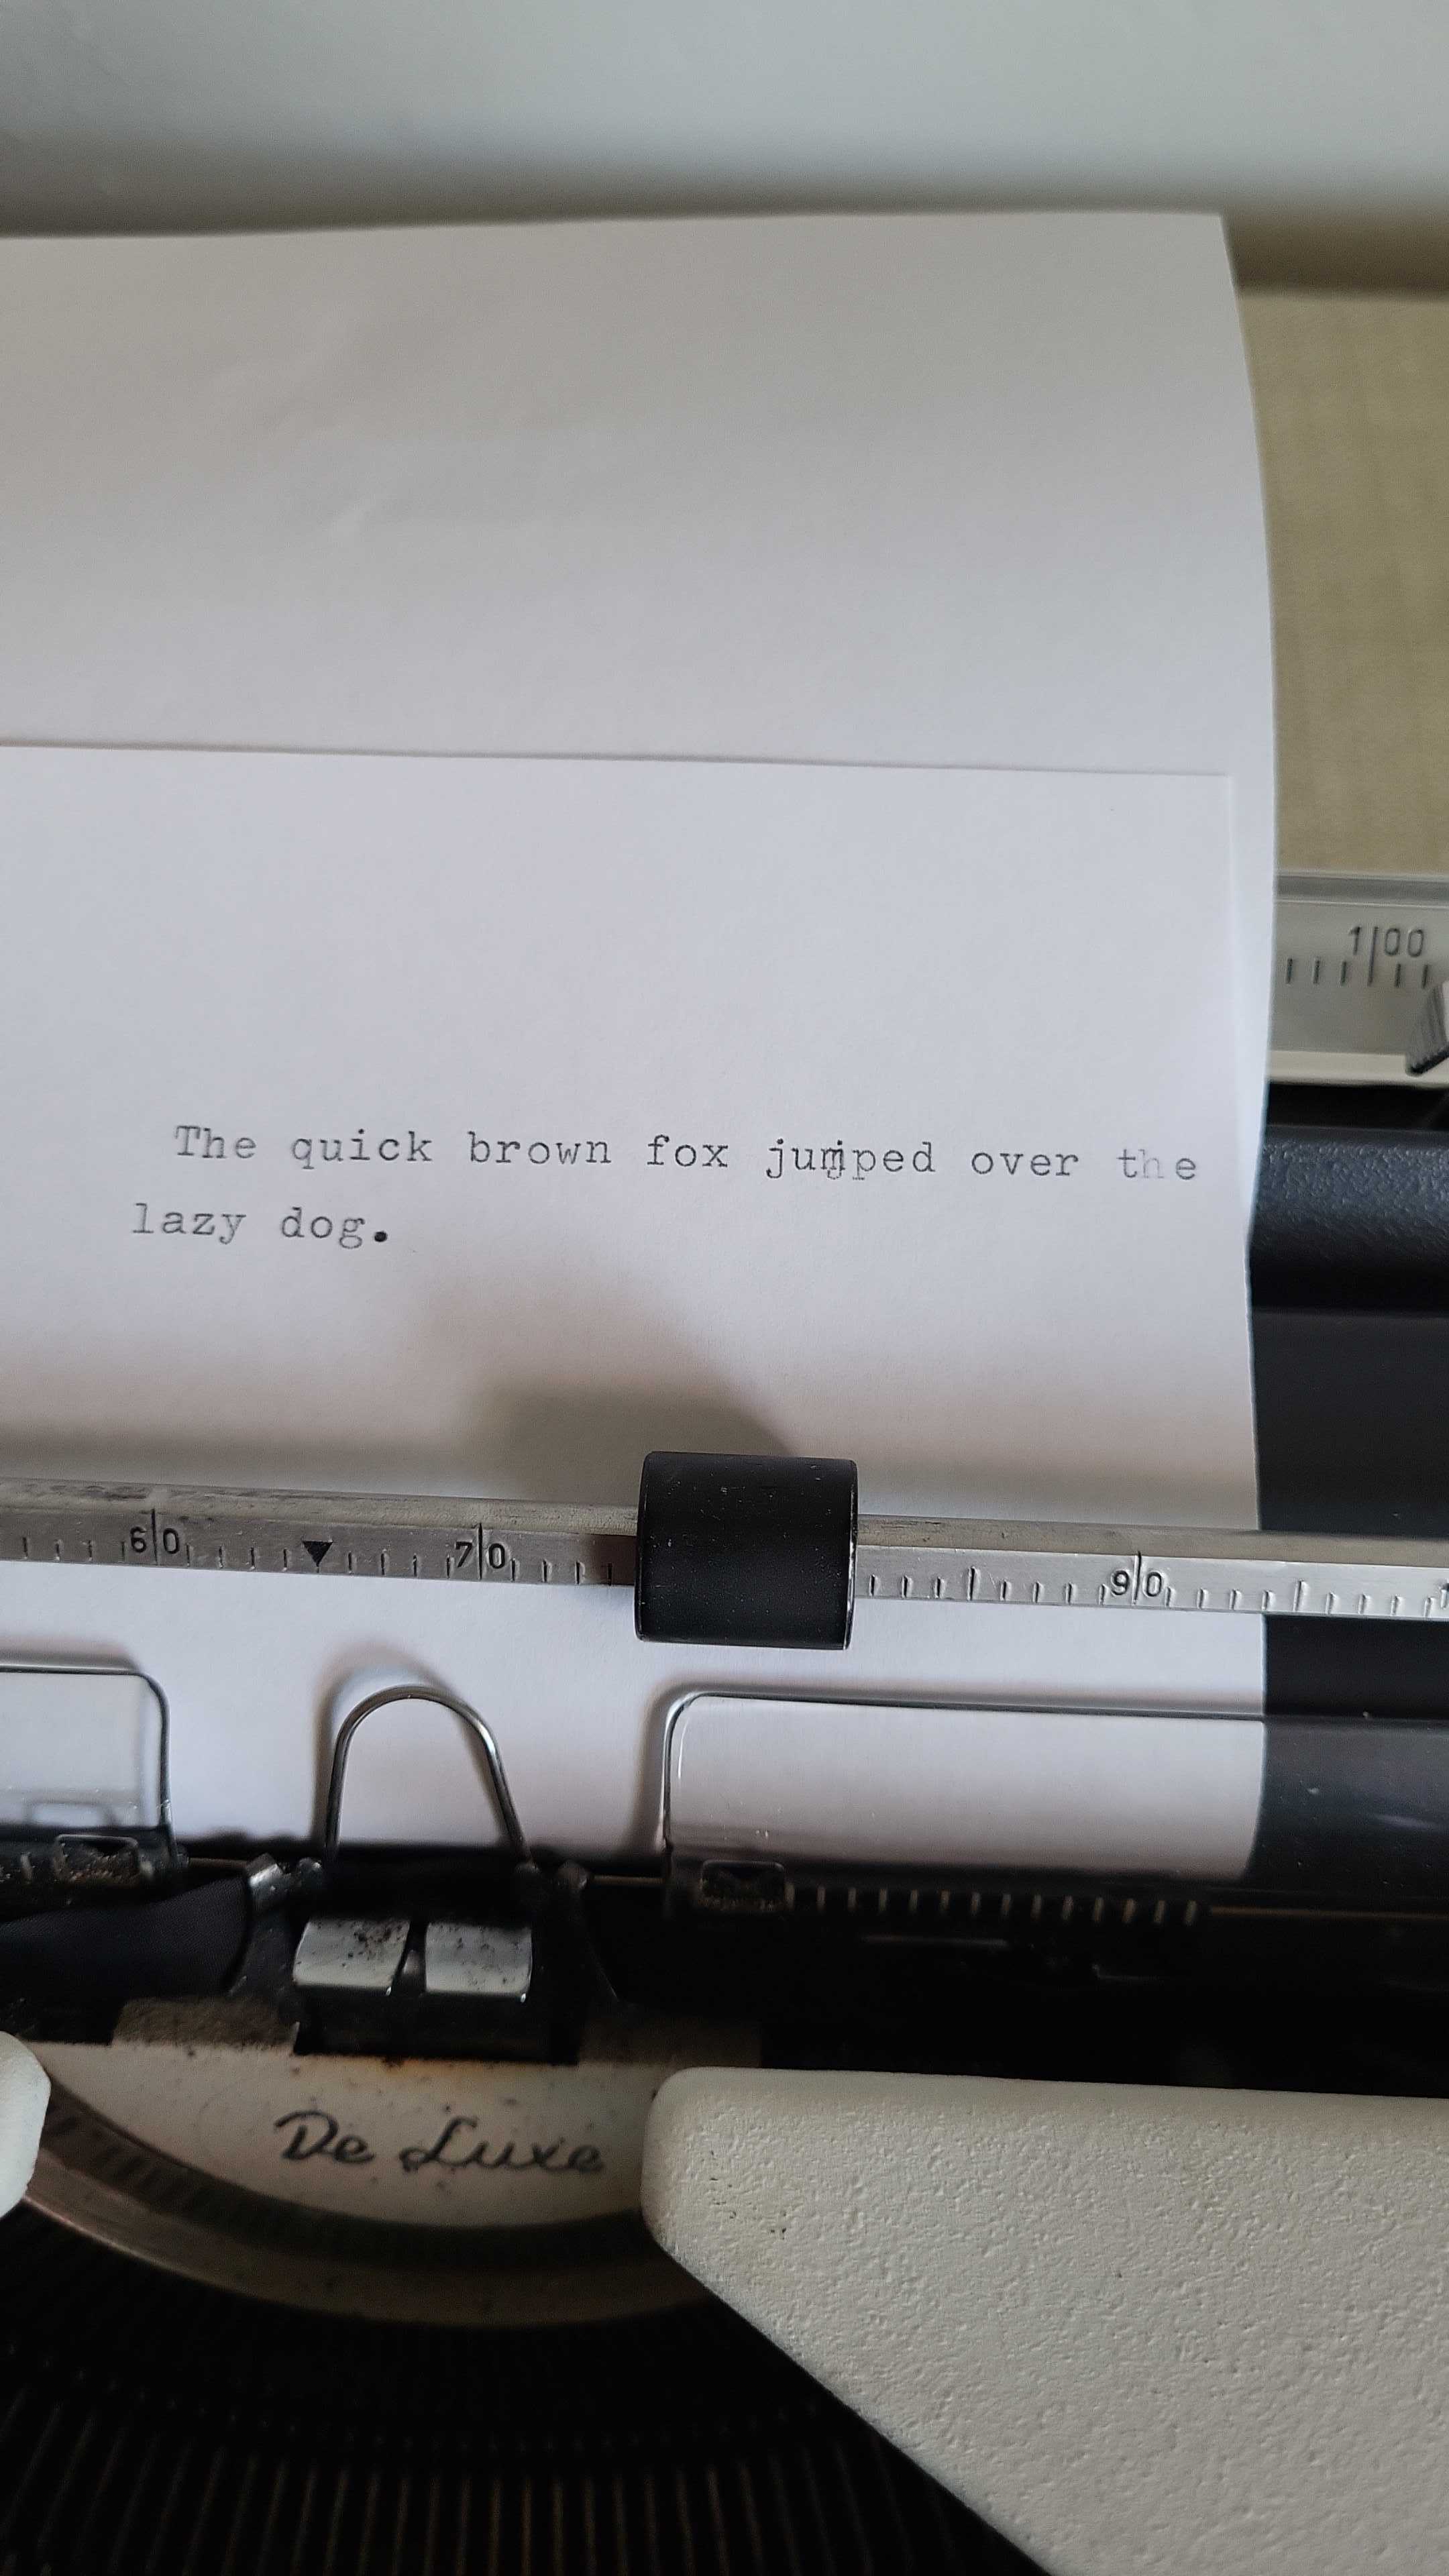 100
The quick brown fox jumped over the
lazy dog.
60 70 90
De Luxe